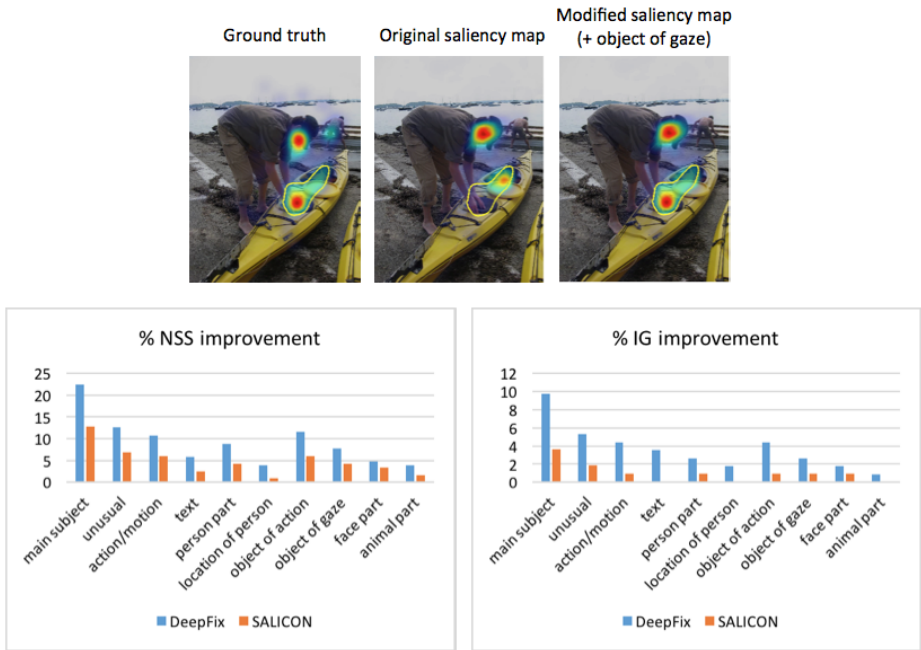 Ground truth
Original saliency map
Modified saliency map
(+ object of gaze)
% NSS improvement
25
20
15
10
5
0
main subject
unusual
action/motion
text
person part
location of person
object of action
object of gaze
face part
animal part
DeepFix
SALICON
% IG improvement
12
10
8
6
4
2
0
main subject
unusual
action/motion
text
person part
location of person
object of action
object of gaze
face part
animal part
DeepFix
SALICON